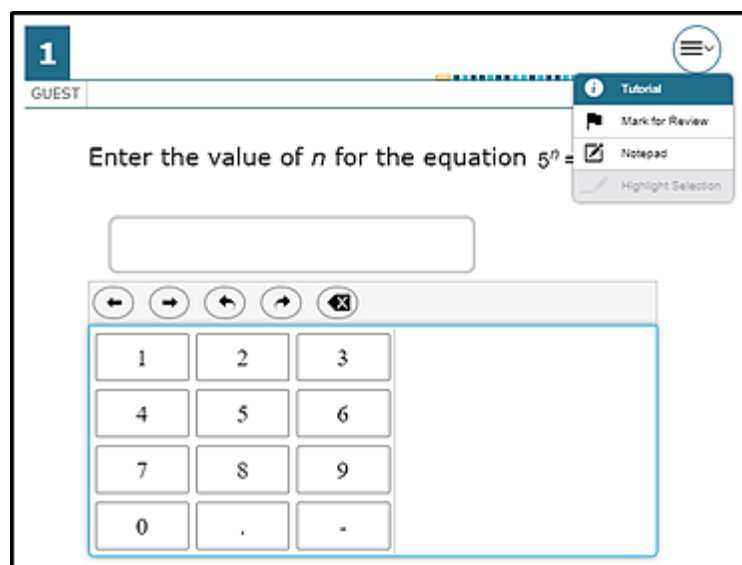 1
GUEST
Tutorial
Mark for Review
Notepad
Highlight Selection
Enter the value of n for the equation 5ⁿ =
1 2 3
4 5 6
7 8 9
0 . -